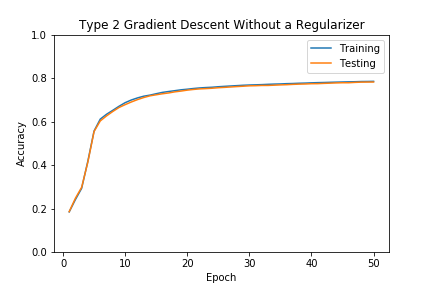 Type 2 Gradient Descent Without a Regularizer
1.0
0.8
0.6
0.4
0.2
0.0
Accuracy
Training
Testing
0 10 20 30 40 50
Epoch